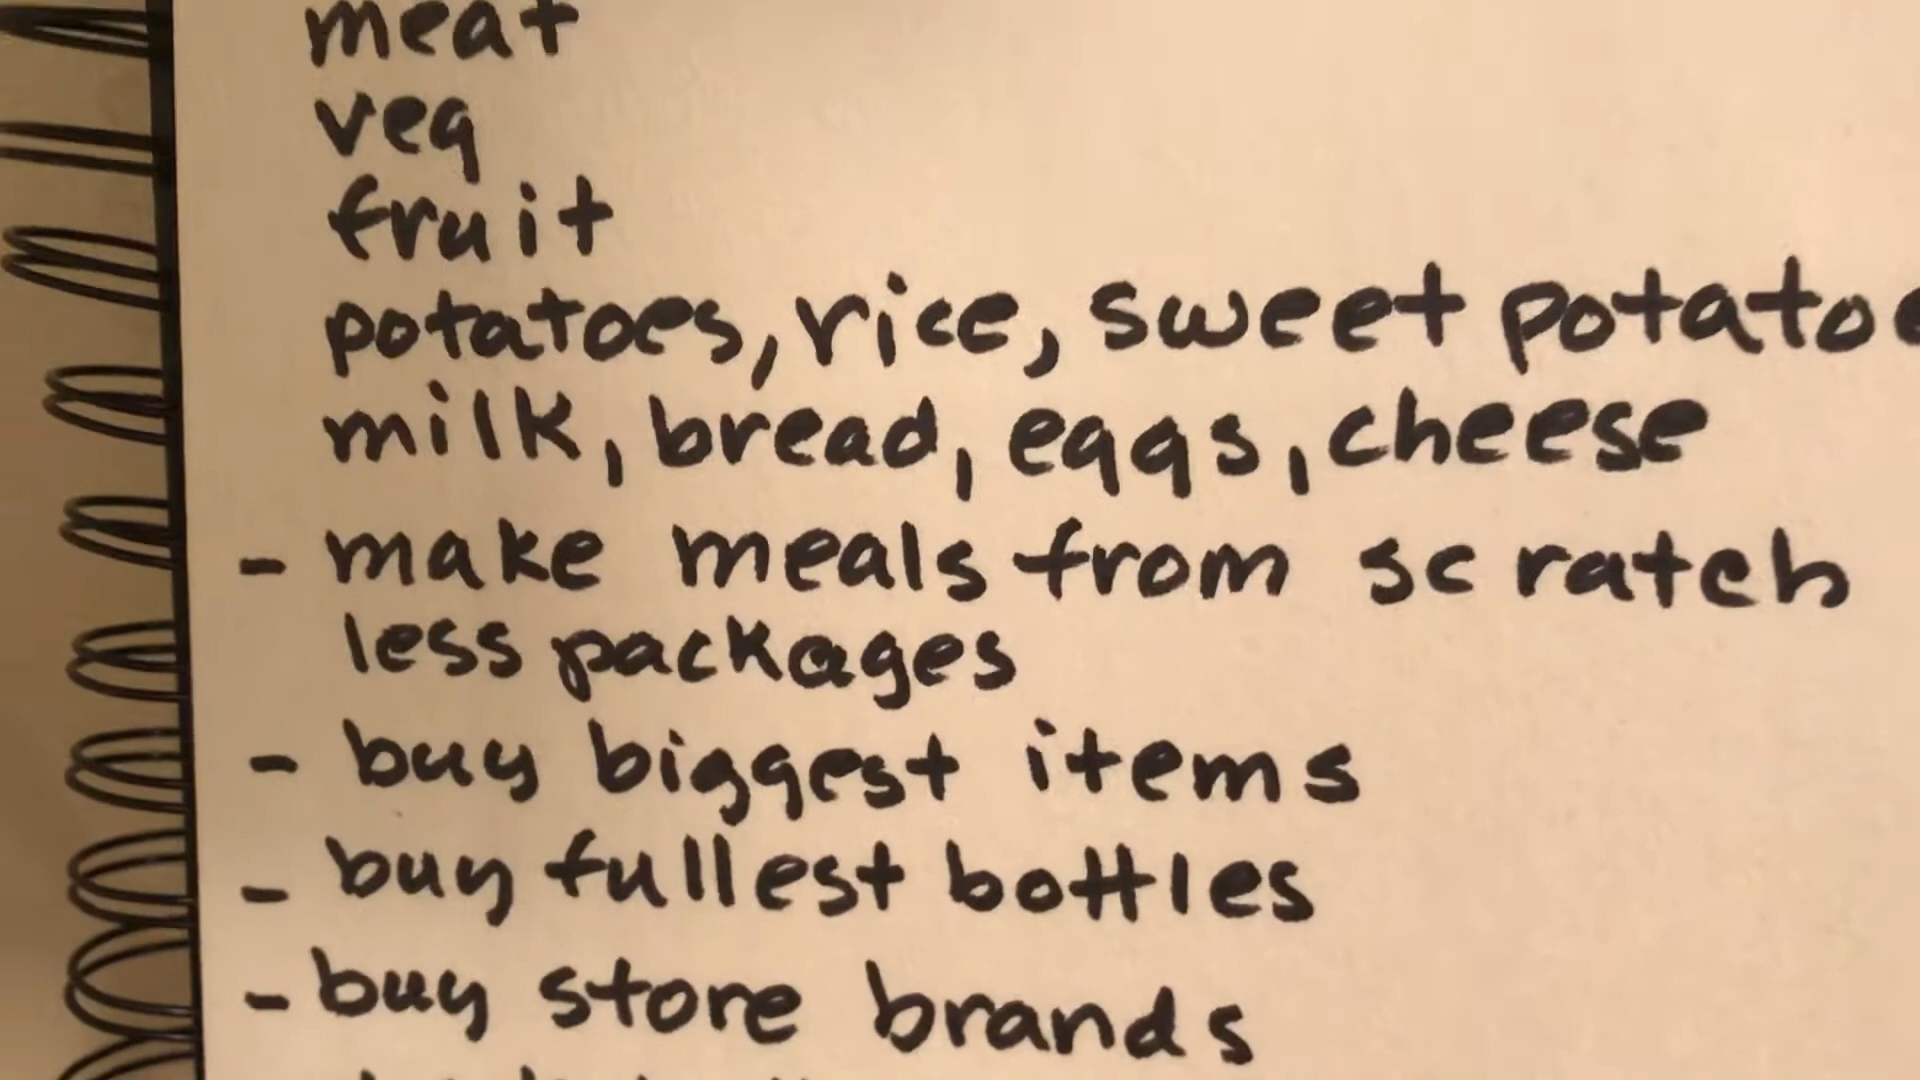 meat
veg
fruit
potatoes, rice, sweet potatoe
milk, bread, eggs, cheese
- make meals from scratch
less packages
- buy biggest items
- buy fullest bottles
- buy store brands